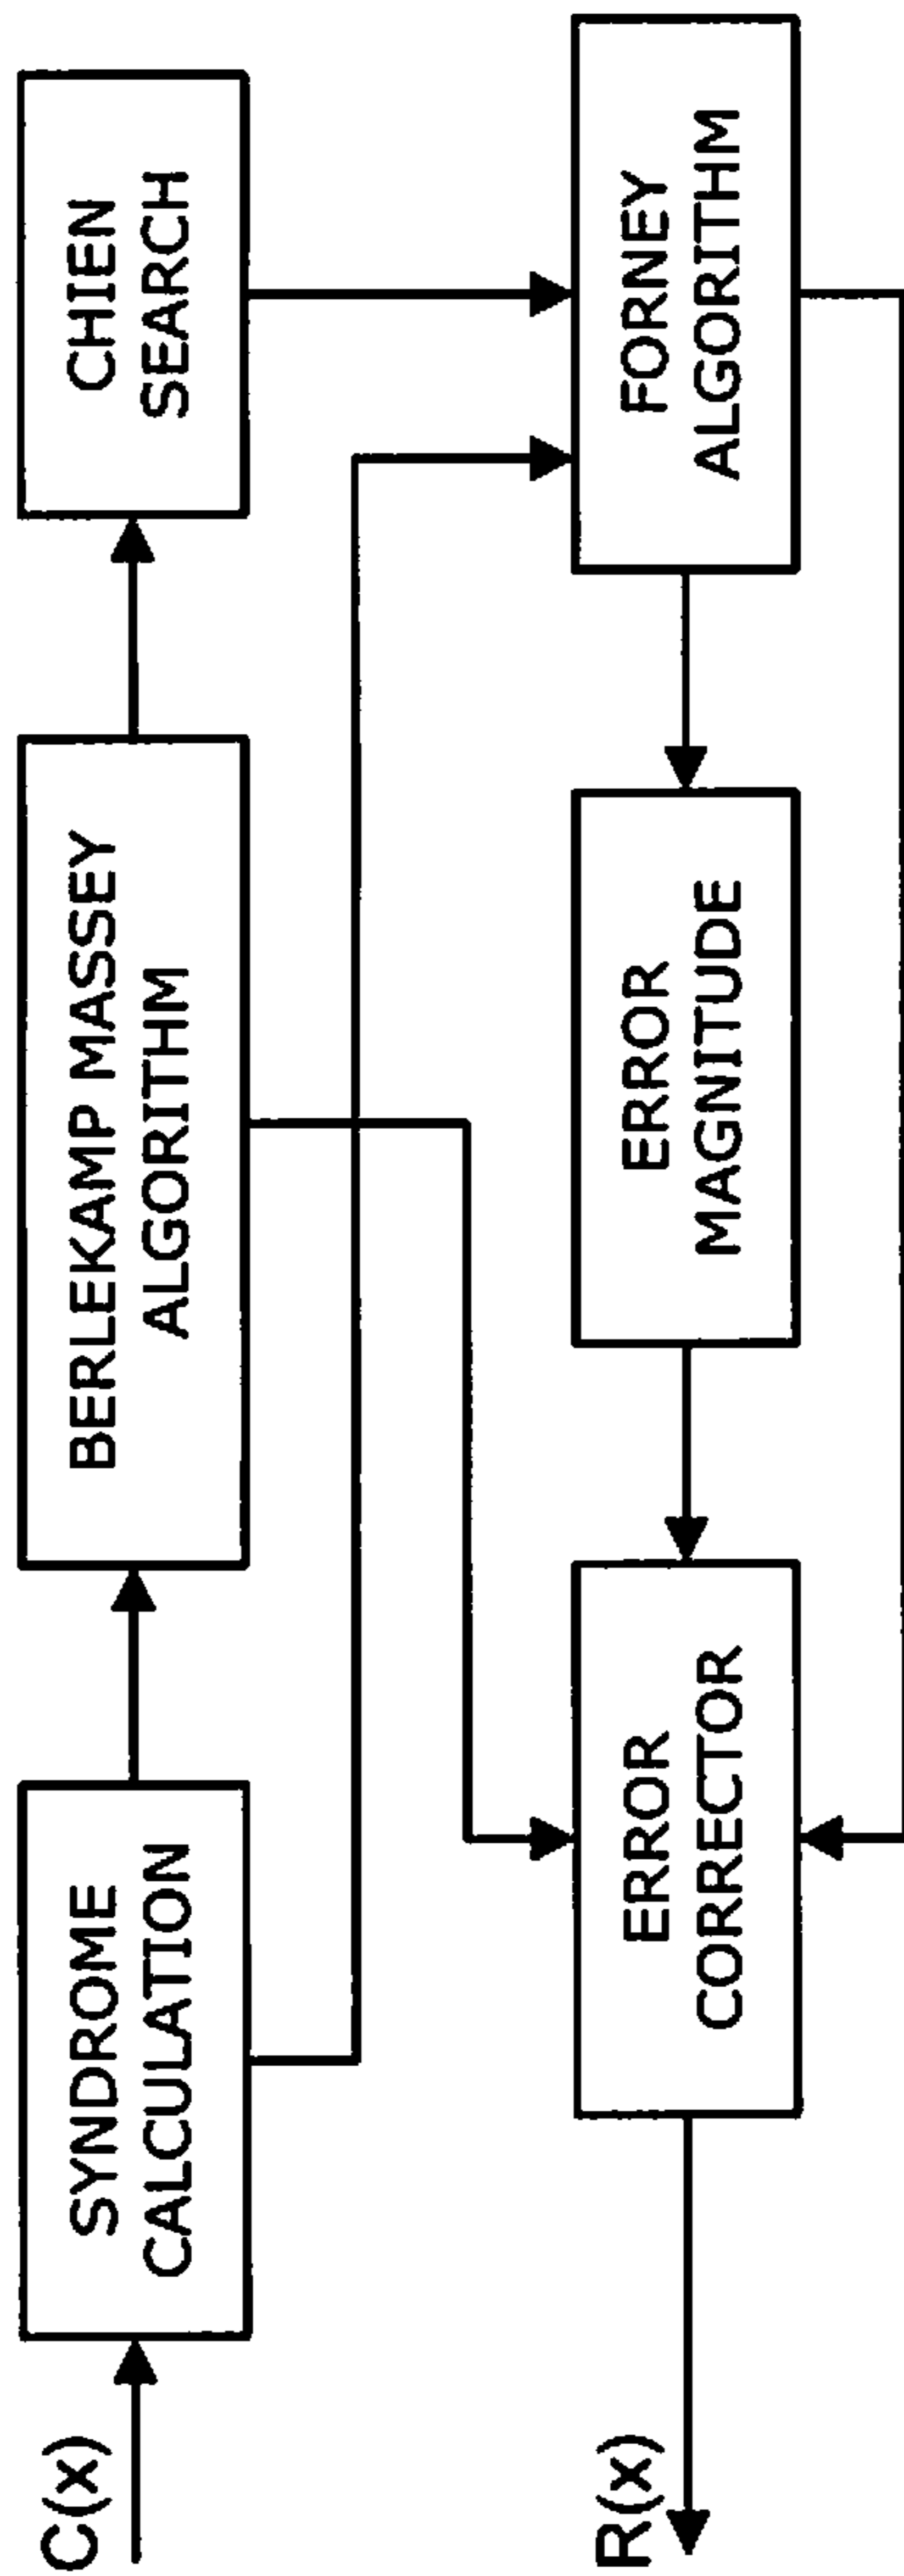 C(x)
SYNDROME
CALCULATION
BERLEKAMP MASSEY
ALGORITHM
CHIEN
SEARCH
R(x)
ERROR
CORRECTOR
ERROR
MAGNITUDE
FORNEY
ALGORITHM